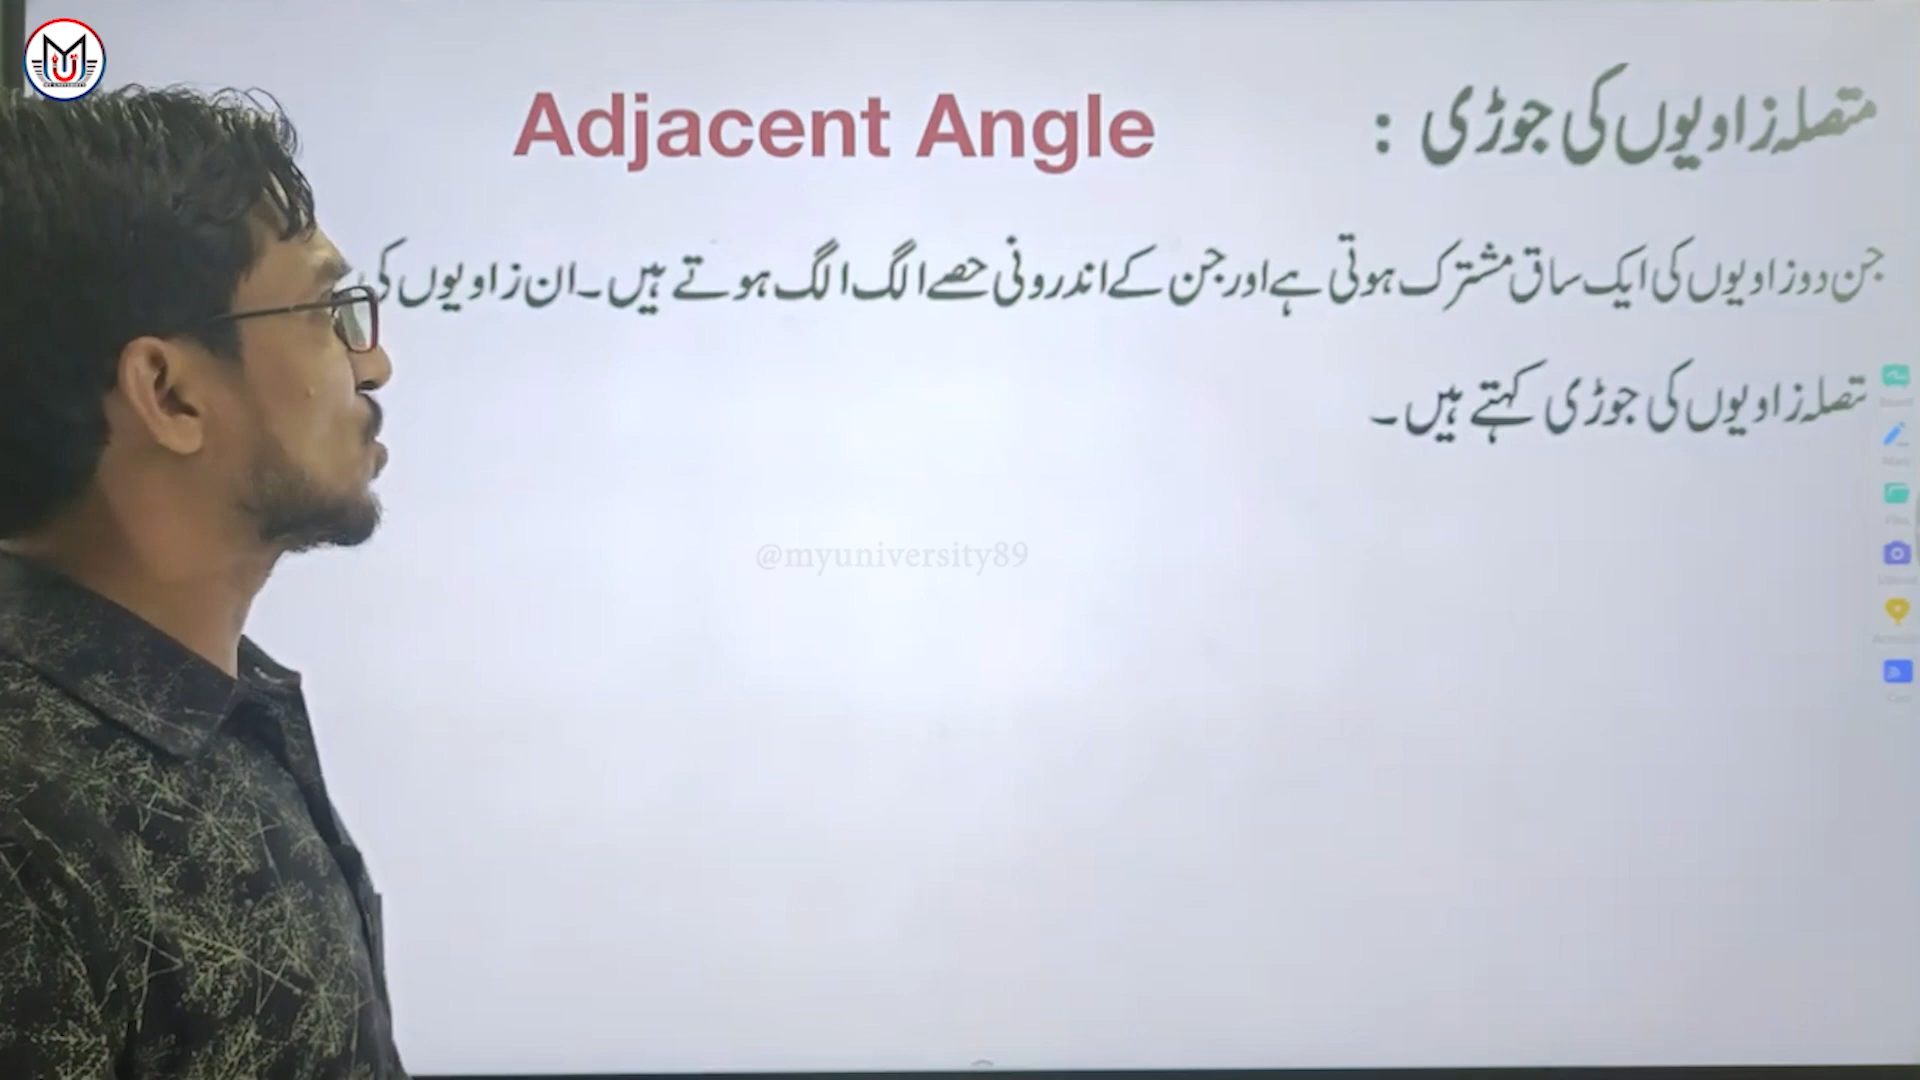 متصلہ زاویوں کی جوڑی : Adjacent Angle
جن دو زاویوں کی ایک ساق مشترک ہوتی ہے اور جن کے اندرونی حصے الگ الگ ہوتے ہیں۔ ان زاویوں کی
متصلہ زاویوں کی جوڑی کہتے ہیں۔
@myuniversity89